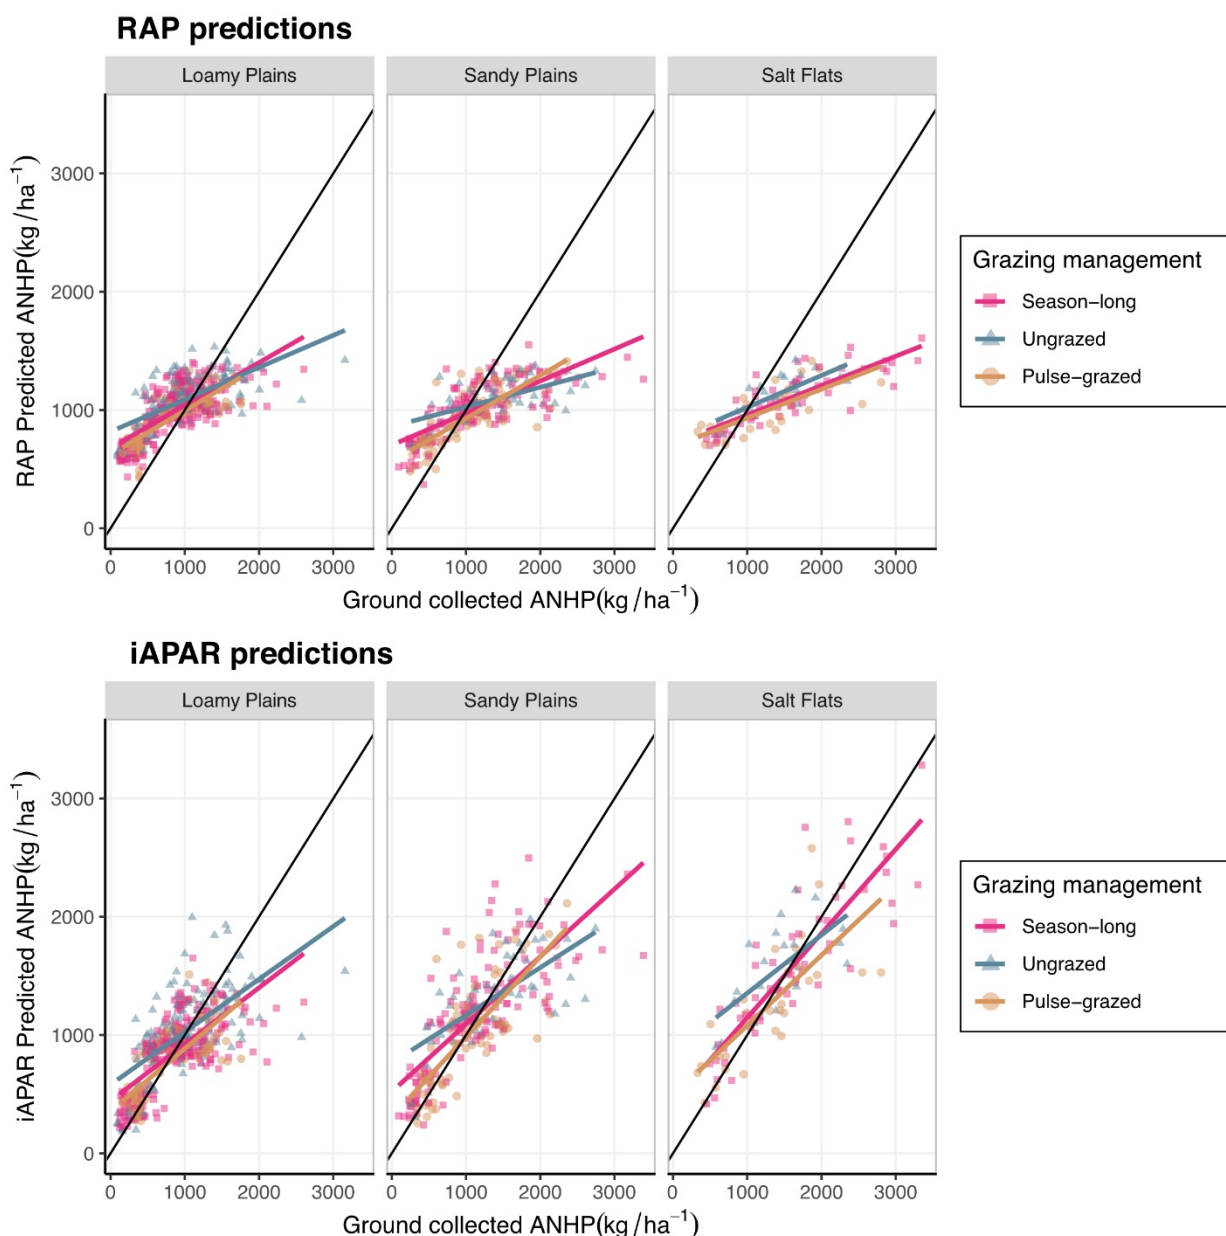 RAP predictions
Loamy Plains Sandy Plains Salt Flats
RAP Predicted ANHP(kg/ha⁻¹)
3000
2000
1000
0
0 1000 2000 3000 0 1000 2000 3000 0 1000 2000 3000
Ground collected ANHP(kg/ha⁻¹)
Grazing management
Season−long
Ungrazed
Pulse−grazed
iAPAR predictions
Loamy Plains Sandy Plains Salt Flats
iAPAR Predicted ANHP(kg/ha⁻¹)
3000
2000
1000
0
0 1000 2000 3000 0 1000 2000 3000 0 1000 2000 3000
Ground collected ANHP(kg/ha⁻¹)
Grazing management
Season−long
Ungrazed
Pulse−grazed